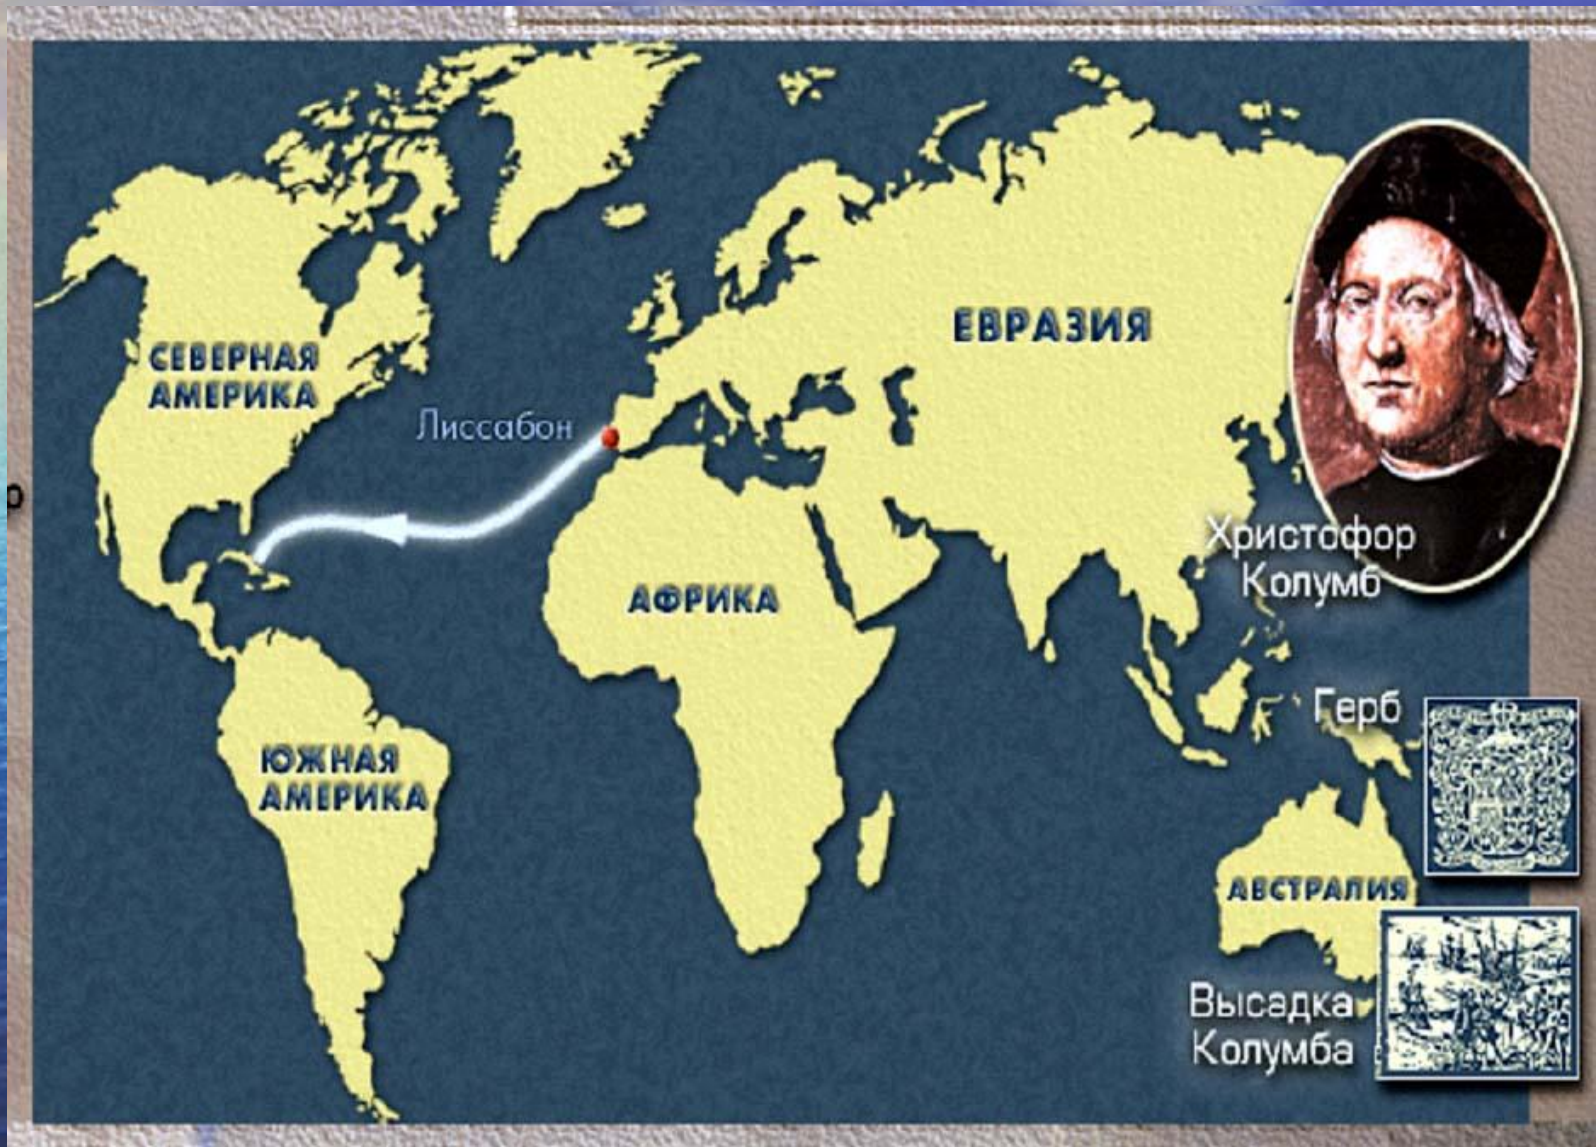 СЕВЕРНАЯ
АМЕРИКА
ЕВРАЗИЯ
Лиссабон
о
Христофор
Колумб
АФРИКА
Герб
ЮЖНАЯ
АМЕРИКА
АВСТРАЛИЯ
Высадка
Колумба